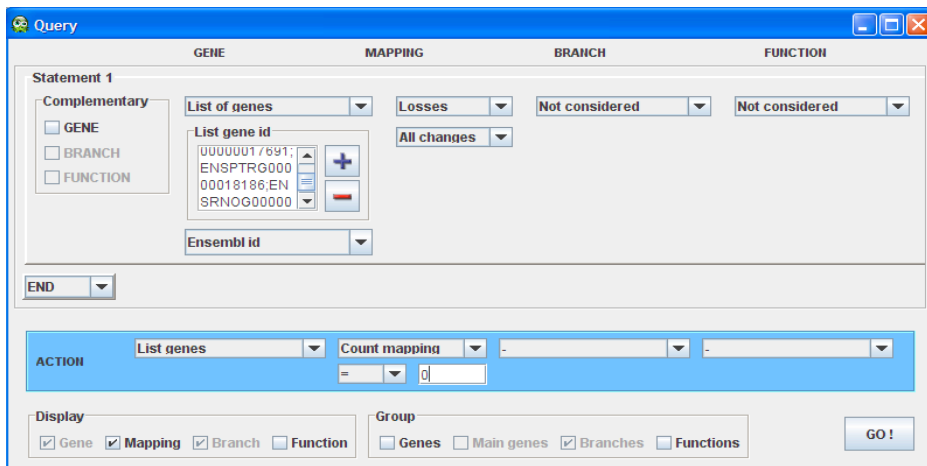 Query
GENE MAPPING BRANCH FUNCTION
Statement 1
Complementary
GENE
BRANCH
FUNCTION
List of genes Losses Not considered Not considered
All changes
List gene id
00000017691;
ENSPTRG000
00018186;EN
SRNOG00000
Ensembl id
END
ACTION List genes Count mapping - -
= 0
Display
Gene Mapping Branch Function
Group
Genes Main genes Branches Functions
GO !